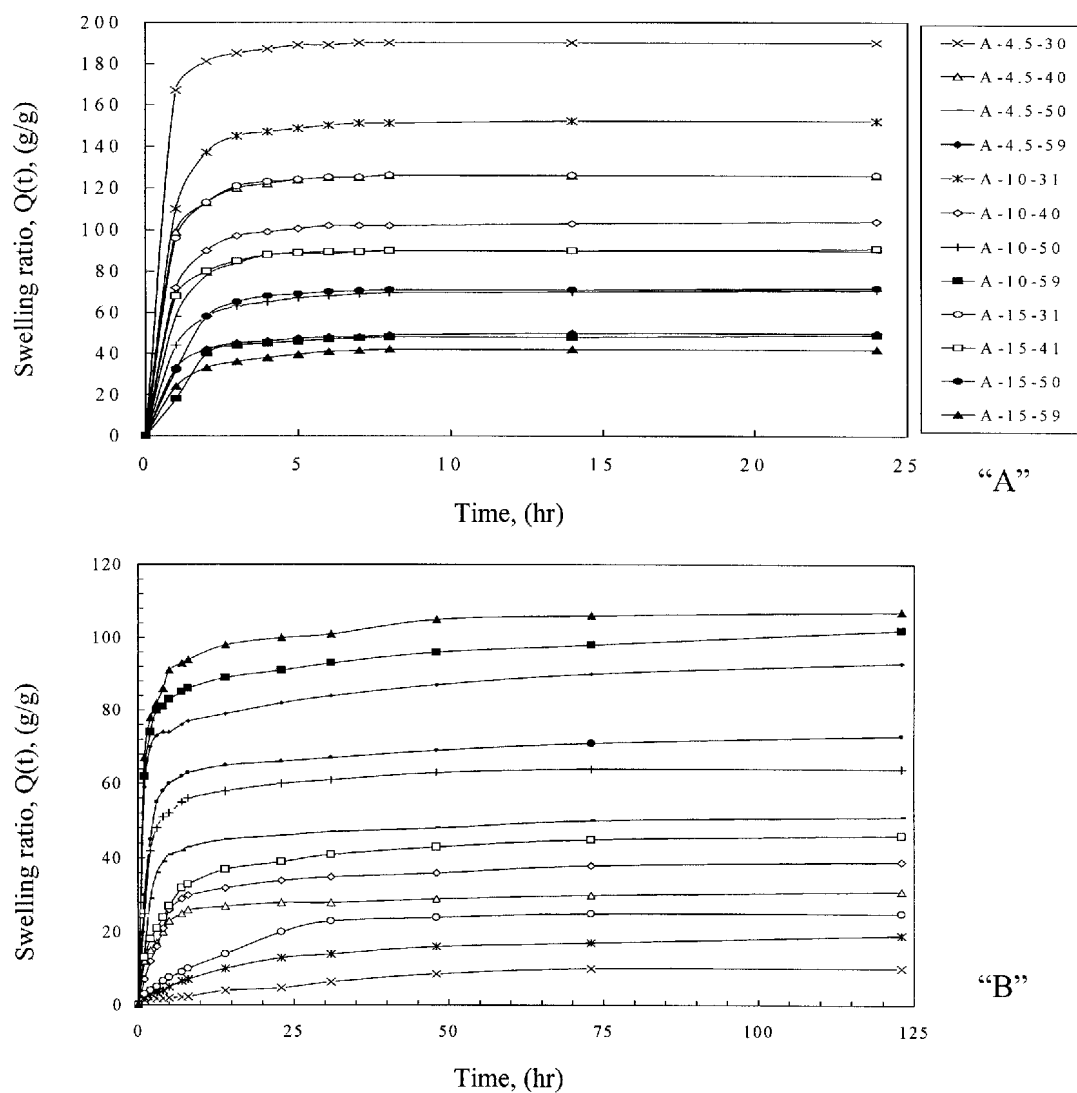 Swelling ratio, Q(t), (g/g)
200
180
160
140
120
100
80
60
40
20
0
0 5 10 15 20 25
Time, (hr)
A-4.5-30
A-4.5-40
A-4.5-50
A-4.5-59
A-10-31
A-10-40
A-10-50
A-10-59
A-15-31
A-15-41
A-15-50
A-15-59
“A”
Swelling ratio, Q(t), (g/g)
120
100
80
60
40
20
0
0 25 50 75 100 125
Time, (hr)
“B”